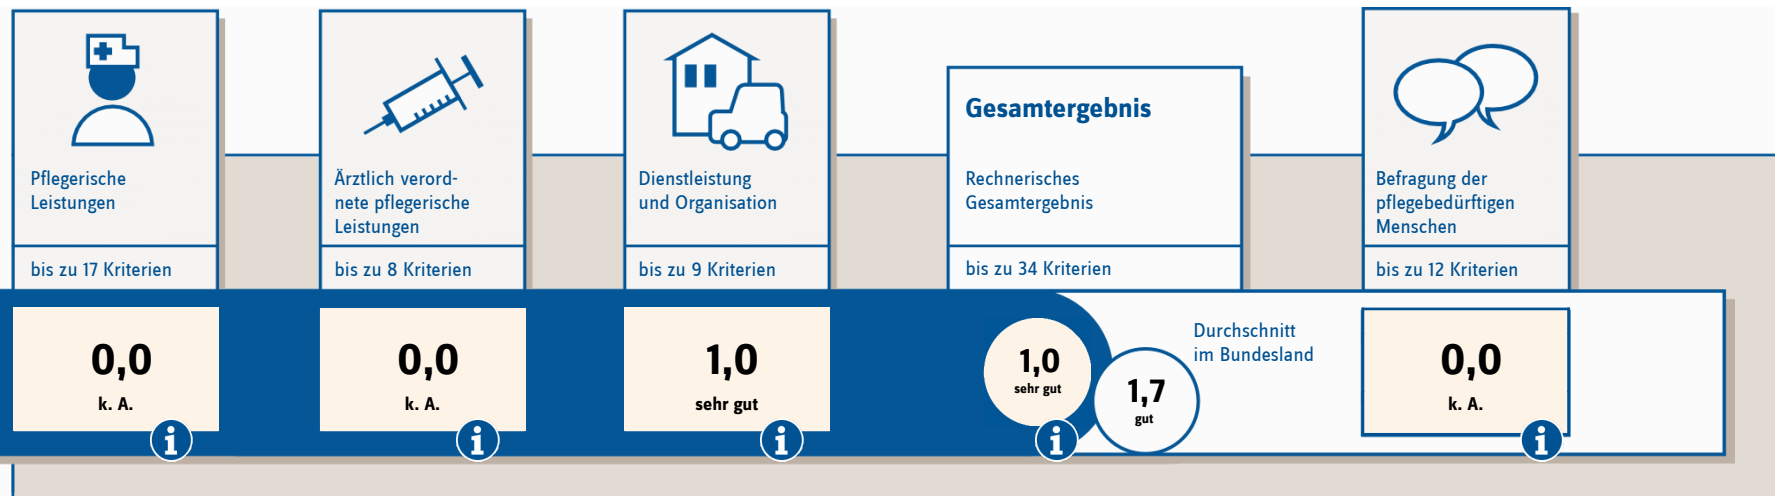 Pflegerische
Leistungen
bis zu 17 Kriterien
0,0
k. A.
Ärztlich verord-
nete pflegerische
Leistungen
bis zu 8 Kriterien
0,0
k. A.
Dienstleistung
und Organisation
bis zu 9 Kriterien
1,0
sehr gut
Gesamtergebnis
Rechnerisches
Gesamtergebnis
bis zu 34 Kriterien
1,0
sehr gut
1,7
gut
Durchschnitt
im Bundesland
Befragung der
pflegebedürftigen
Menschen
bis zu 12 Kriterien
0,0
k. A.